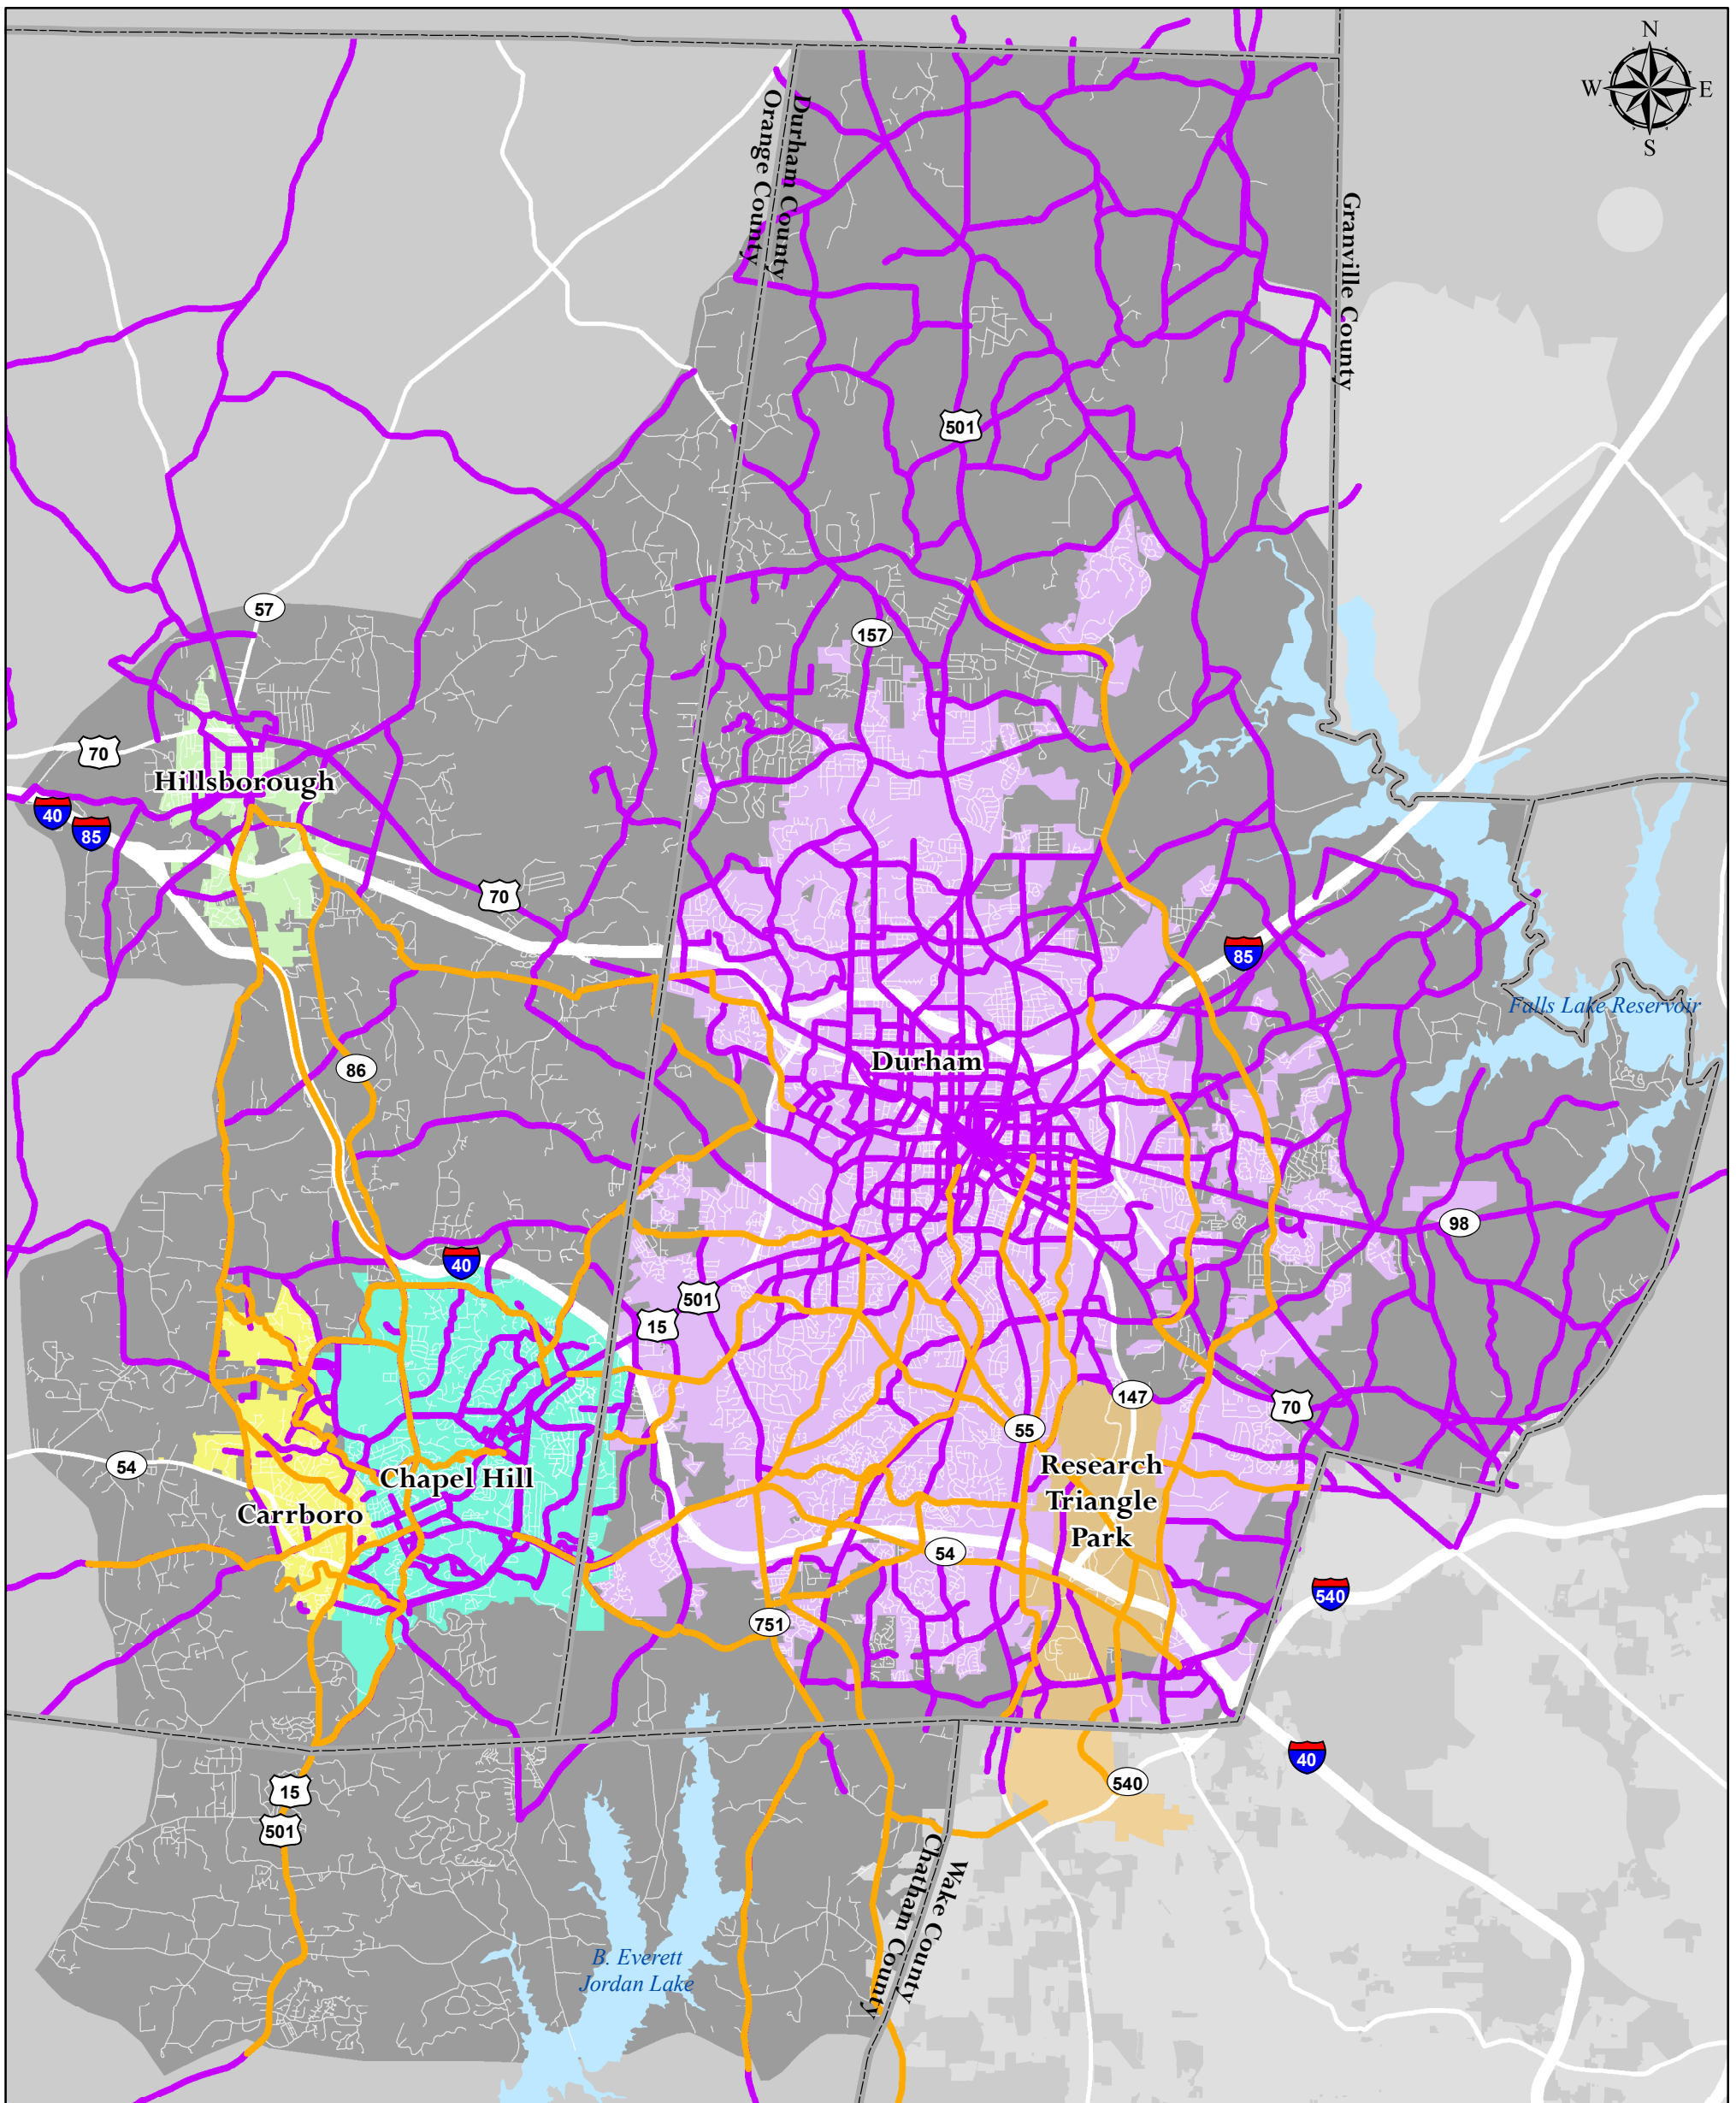 N
W
E
S
Durham County
Orange County
Granville County
501
57
157
70
Hillsborough
40
85
70
85
Falls Lake Reservoir
Durham
86
98
40
501
15
147
70
55
54
Chapel Hill
Research
Triangle
Park
Carrboro
54
540
751
40
15
540
501
Wake County
Chatham County
B. Everett
Jordan Lake